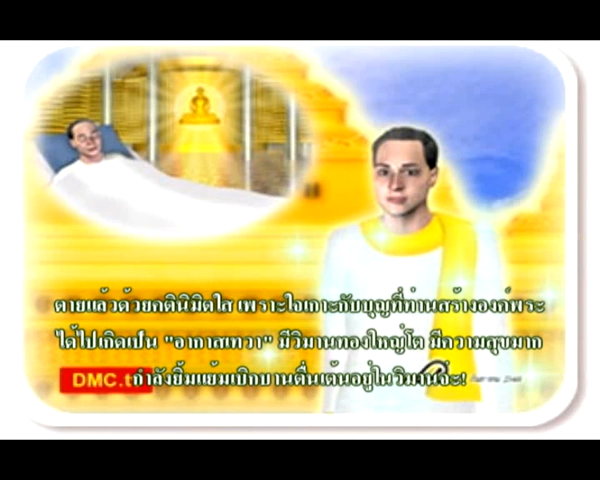 ตายแล้วด้วยคตินิมิตใส เพราะใจเกาะกับบุญที่ท่านสร้างองค์พระ
ได้ไปเกิดเป็น "อากาสเทวา" มีวิมานทองใหญ่โต มีความสุขมาก
กำลังยิ้มแย้มเบิกบานตื่นเต้นอยู่ในวิมานจ้ะ!
DMC.t